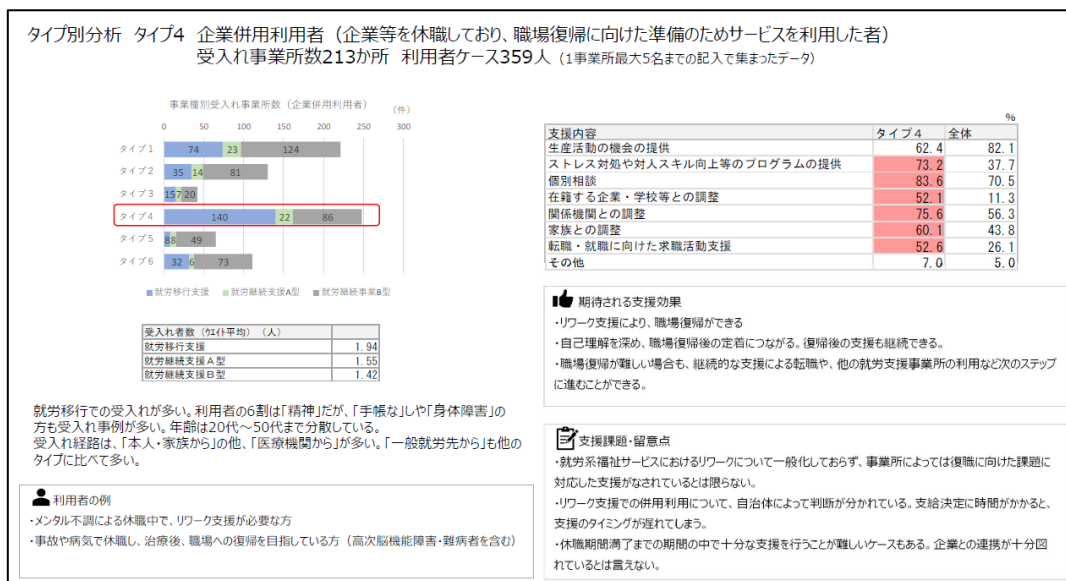 タイプ別分析 タイプ4 企業併用利用者（企業等を休職しており、職場復帰に向けた準備のためサービスを利用した者）
受入れ事業所数213か所 利用者ケース359人（1事業所最大5名までの記入で集まったデータ）
事業種別受入れ事業所数（企業併用利用者）
（件）
0 50 100 150 200 250 300
タイプ1 74 23 124
タイプ2 35 14 81
タイプ3 15 7 20
タイプ4 140 22 86
タイプ5 8 8 49
タイプ6 32 6 73
■就労移行支援 ■就労継続支援A型 ■就労継続事業B型
受入れ者数（ウエイト平均）（人）
就労移行支援 1.94
就労継続支援A型 1.55
就労継続支援B型 1.42
就労移行での受入れが多い。利用者の6割は「精神」だが、「手帳なし」や「身体障害」の
方も受入れ事例が多い。年齢は20代～50代まで分散している。
受入れ経路は、「本人・家族から」の他、「医療機関から」が多い。「一般就労先から」も他の
タイプに比べて多い。
利用者の例
・メンタル不調による休職中で、リワーク支援が必要な方
・事故や病気で休職し、治療後、職場への復帰を目指している方（高次脳機能障害・難病者を含む）
%
支援内容 タイプ4 全体
生産活動の機会の提供 62.4 82.1
ストレス対処や対人スキル向上等のプログラムの提供 73.2 37.7
個別相談 83.6 70.5
在籍する企業・学校等との調整 52.1 11.3
関係機関との調整 75.6 56.3
家族との調整 60.1 43.8
転職・就職に向けた求職活動支援 52.6 26.1
その他 7.0 5.0
期待される支援効果
・リワーク支援により、職場復帰ができる
・自己理解を深め、職場復帰後の定着につながる。復帰後の支援も継続できる。
・職場復帰が難しい場合も、継続的な支援による転職や、他の就労支援事業所の利用など次のステップ
に進むことができる。
支援課題・留意点
・就労系福祉サービスにおけるリワークについて一般化しておらず、事業所によっては復職に向けた課題に
対応した支援がなされているとは限らない。
・リワーク支援での併用利用について、自治体によって判断が分かれている。支給決定に時間がかかると、
支援のタイミングが遅れてしまう。
・休職期間満了までの期間の中で十分な支援を行うことが難しいケースもある。企業との連携が十分図
れているとは言えない。